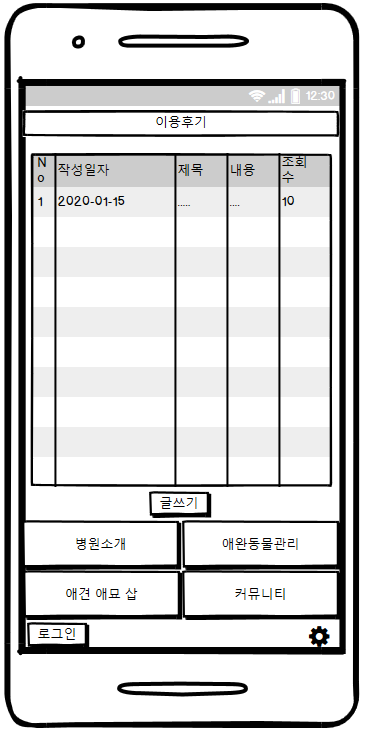 12:30
이용후기
No 작성일자 제목 내용 조회수
1 2020-01-15 ..... .... 10
글쓰기
병원소개 애완동물관리
애견 애묘 삽 커뮤니티
로그인